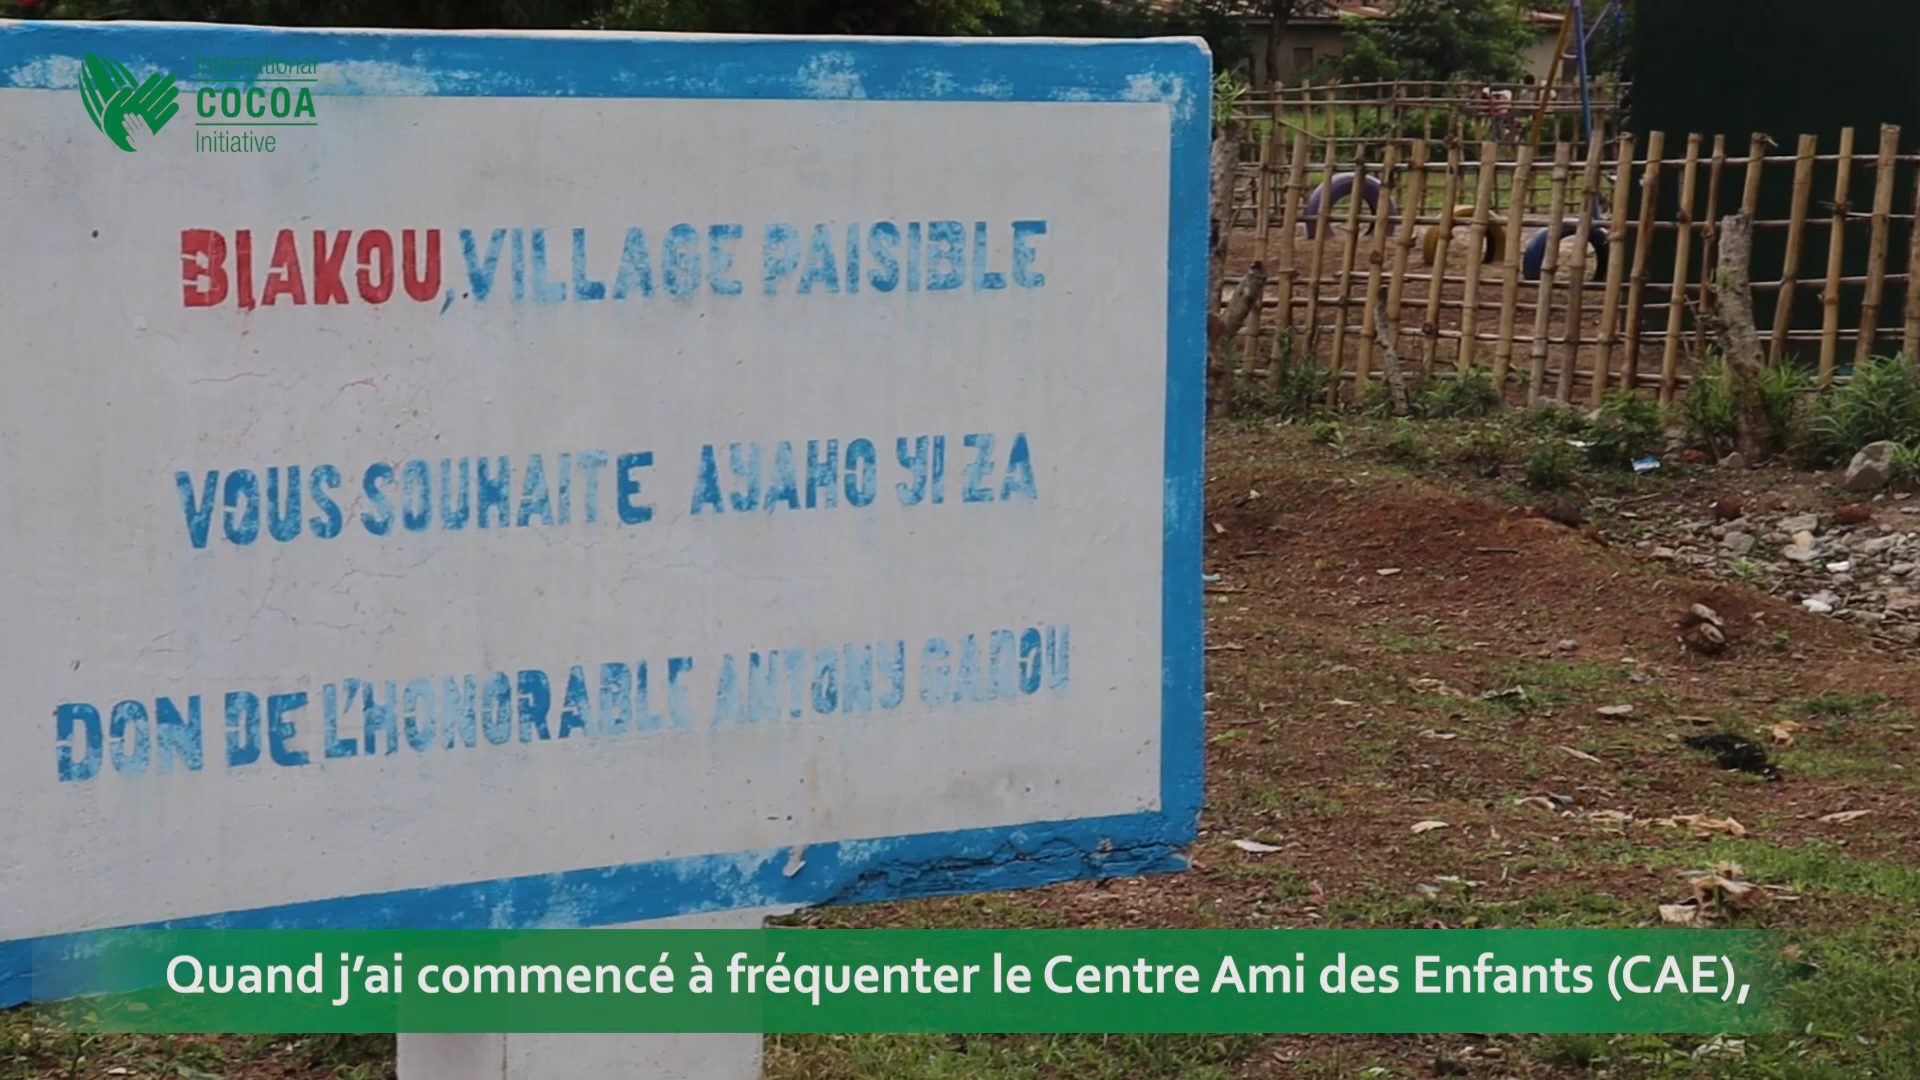 International
COCOA
Initiative
BIAKOU, VILLAGE PAISIBLE
VOUS SOUHAITE AYAHO YI ZA
DON DE L'HONORABLE ANTONY GAROU
Quand j'ai commencé à fréquenter le Centre Ami des Enfants (CAE),